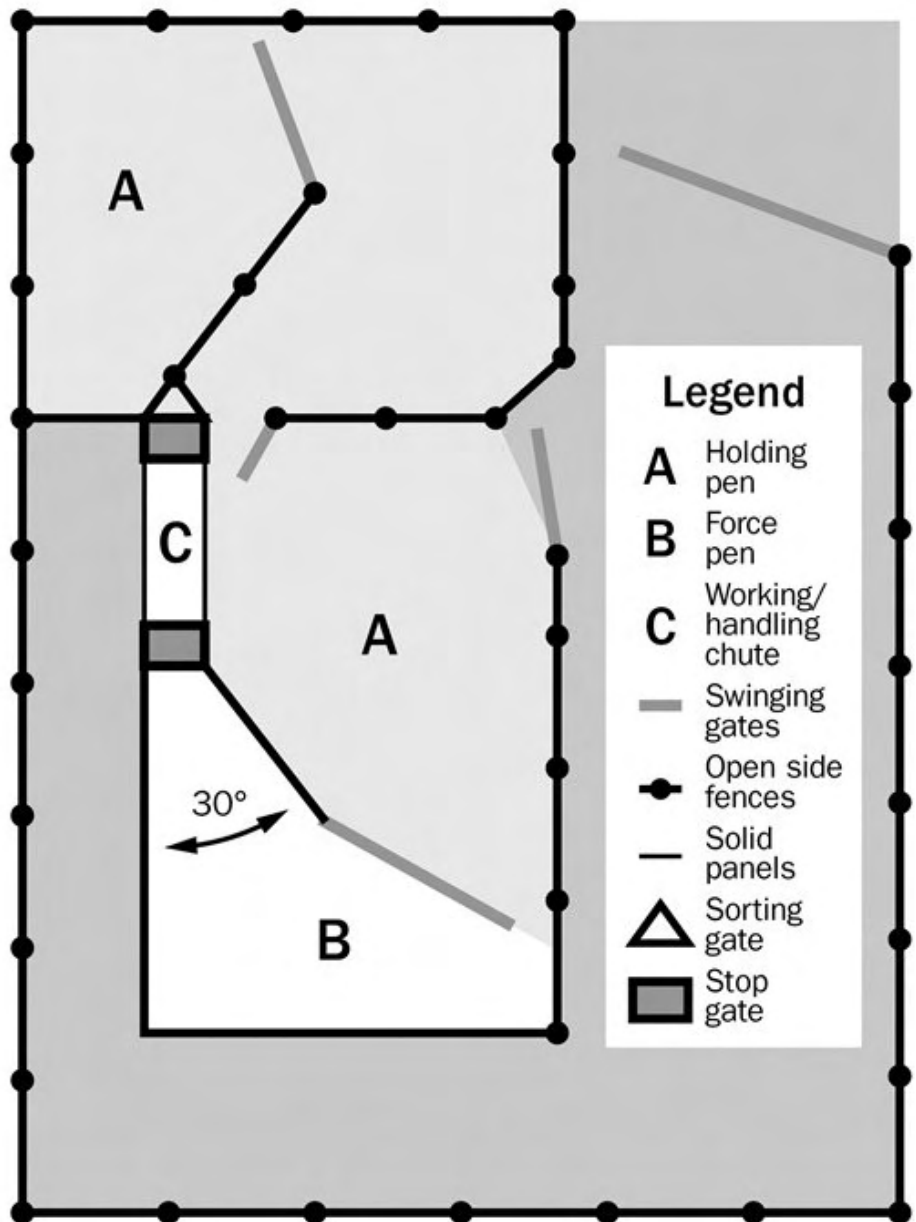 A
C
A
30°
B
Legend
A Holding
pen
B Force
pen
C Working/
handling
chute
Swinging
gates
Open side
fences
Solid
panels
Sorting
gate
Stop
gate